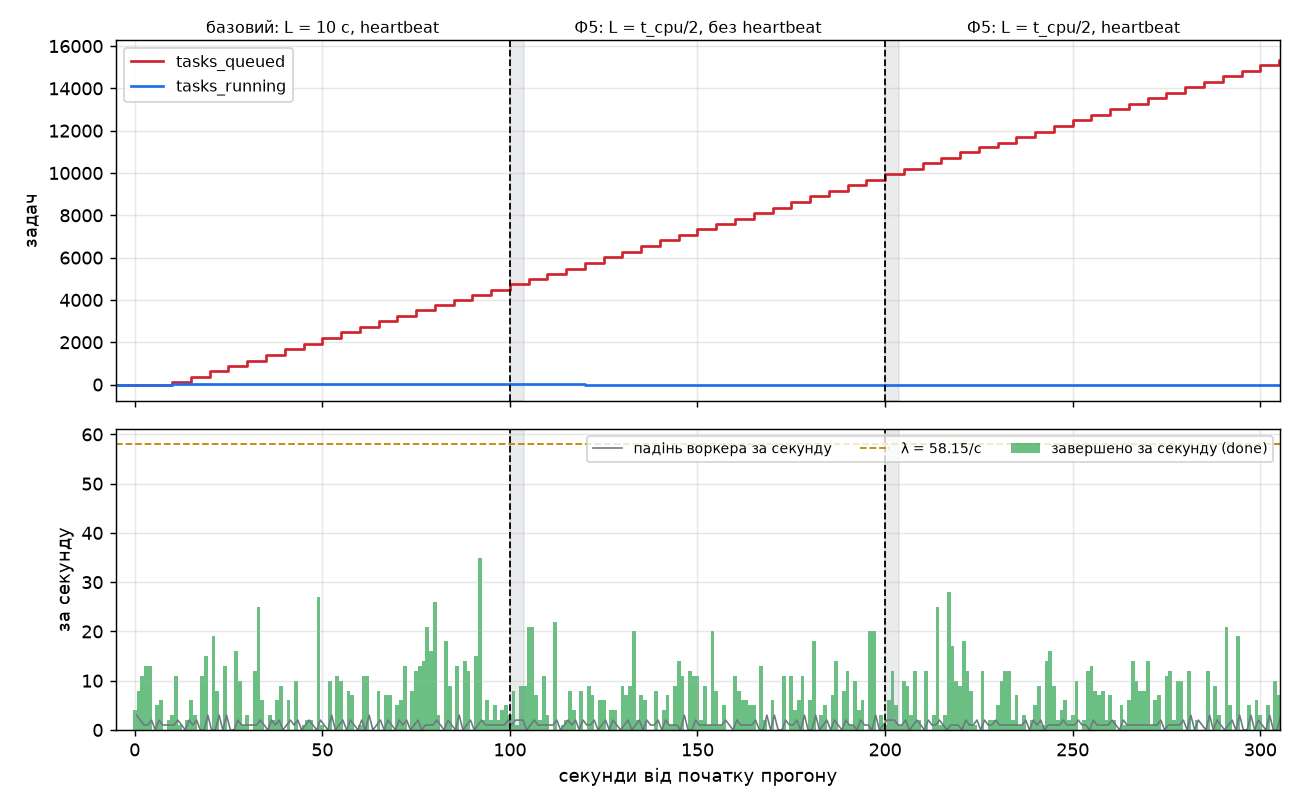 базовий: L = 10 с, heartbeat
Ф5: L = t_cpu/2, без heartbeat
Ф5: L = t_cpu/2, heartbeat
16000
14000
12000
10000
8000
6000
4000
2000
0
задач
tasks_queued
tasks_running
60
50
40
30
20
10
0
за секунду
падінь воркера за секунду
λ = 58.15/с
завершено за секунду (done)
0
50
100
150
200
250
300
секунди від початку прогону